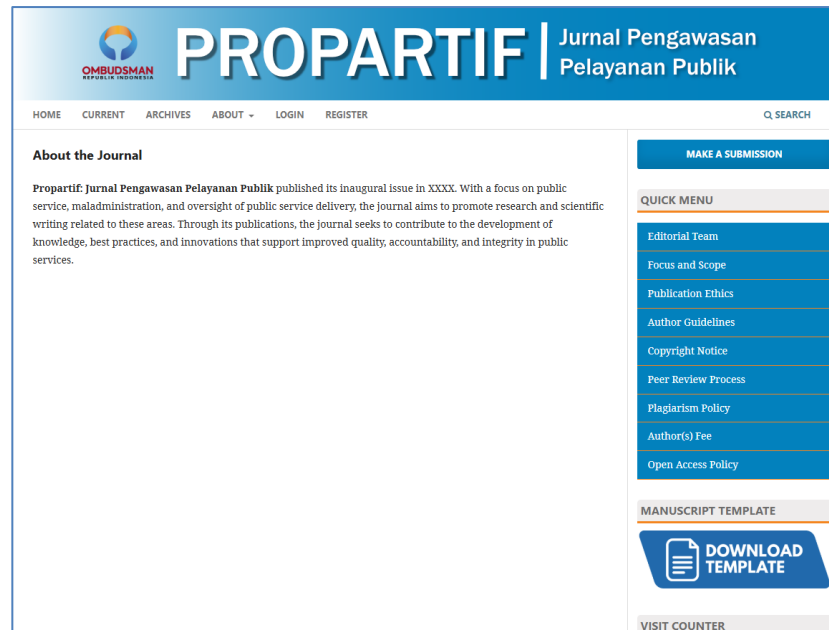 OMBUDSMAN
REPUBLIK INDONESIA
PROPARTIF
Jurnal Pengawasan
Pelayanan Publik
HOME CURRENT ARCHIVES ABOUT LOGIN REGISTER SEARCH
About the Journal
Propartif: Jurnal Pengawasan Pelayanan Publik published its inaugural issue in XXXX. With a focus on public
service, maladministration, and oversight of public service delivery, the journal aims to promote research and scientific
writing related to these areas. Through its publications, the journal seeks to contribute to the development of
knowledge, best practices, and innovations that support improved quality, accountability, and integrity in public
services.
MAKE A SUBMISSION
QUICK MENU
Editorial Team
Focus and Scope
Publication Ethics
Author Guidelines
Copyright Notice
Peer Review Process
Plagiarism Policy
Author(s) Fee
Open Access Policy
MANUSCRIPT TEMPLATE
DOWNLOAD
TEMPLATE
VISIT COUNTER